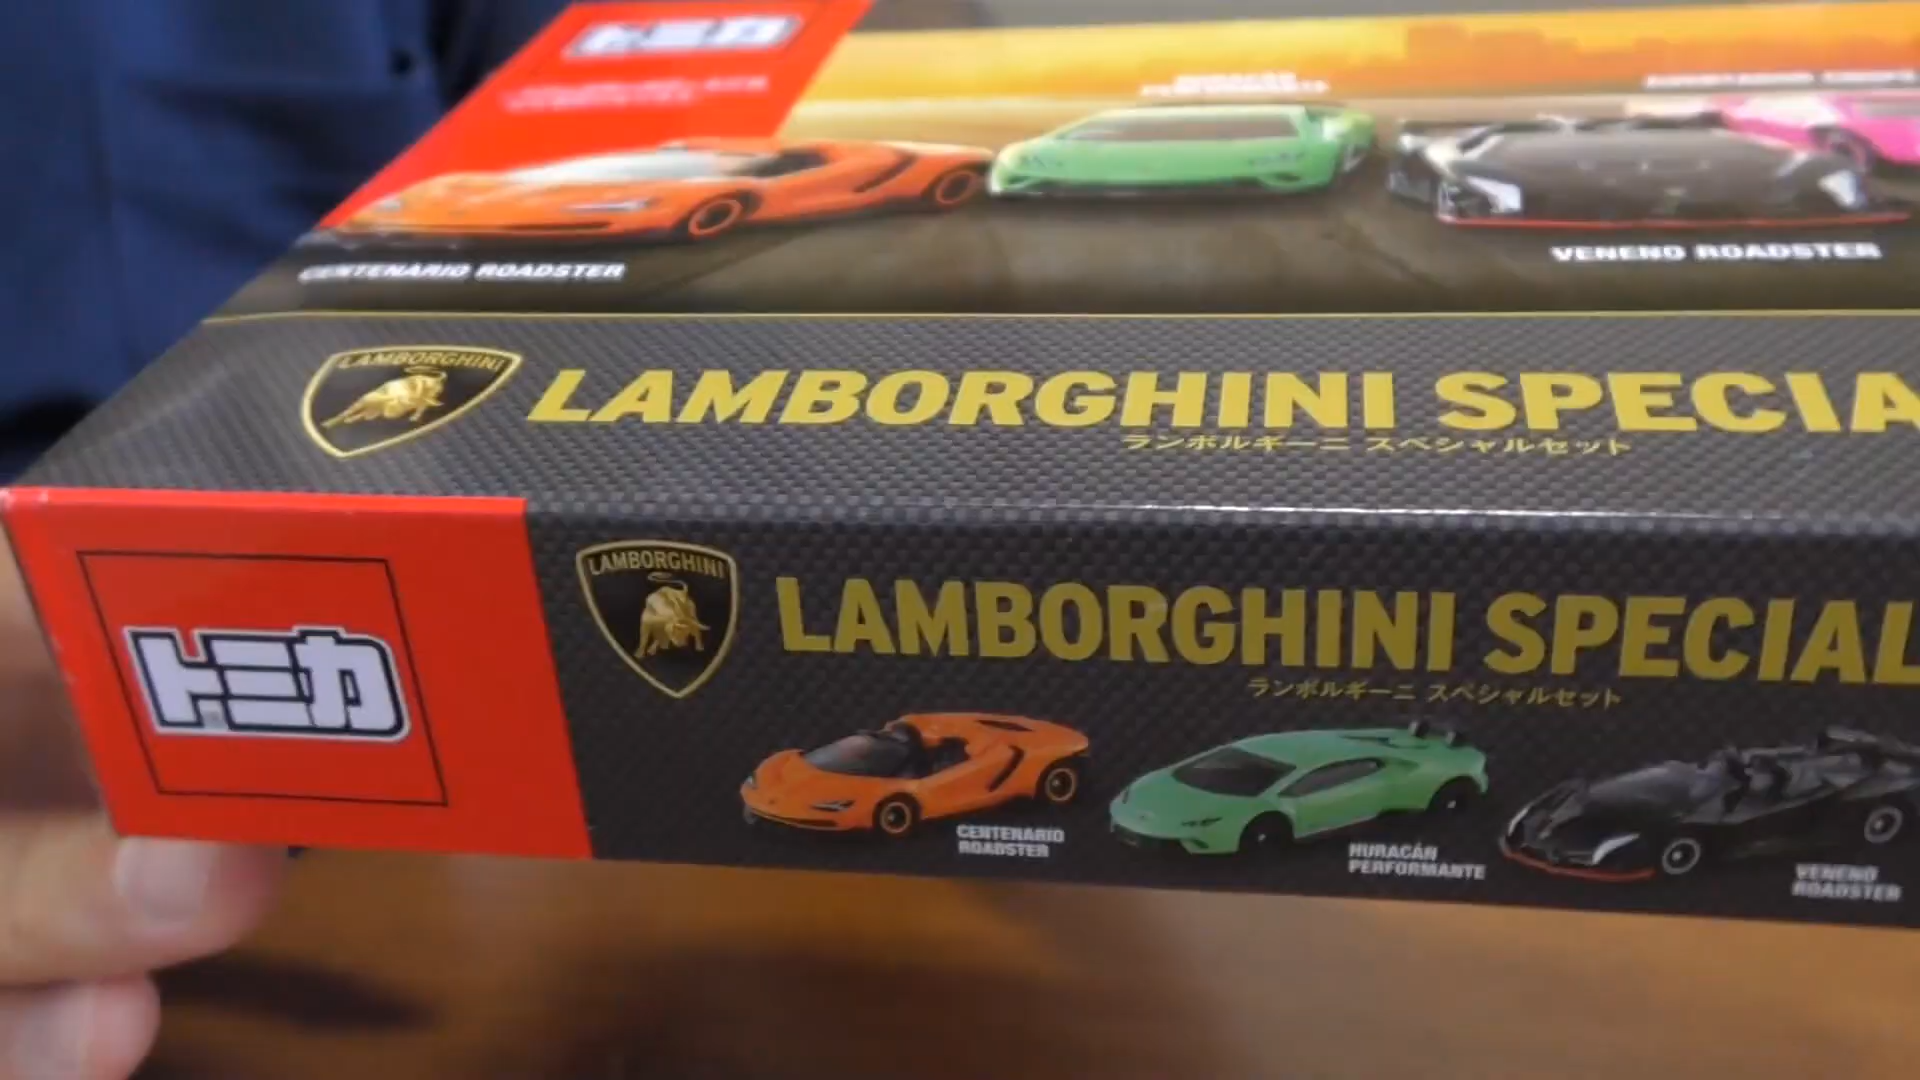 トミカ
HURACÁN
PERFORMANTE
CENTENARIO ROADSTER
VENENO ROADSTER
LAMBORGHINI
LAMBORGHINI SPECIA
ランボルギーニ スペシャルセット
トミカ
LAMBORGHINI
LAMBORGHINI SPECIAL
ランボルギーニ スペシャルセット
CENTENARIO
ROADSTER
HURACÁN
PERFORMANTE
VENENO
ROADSTER